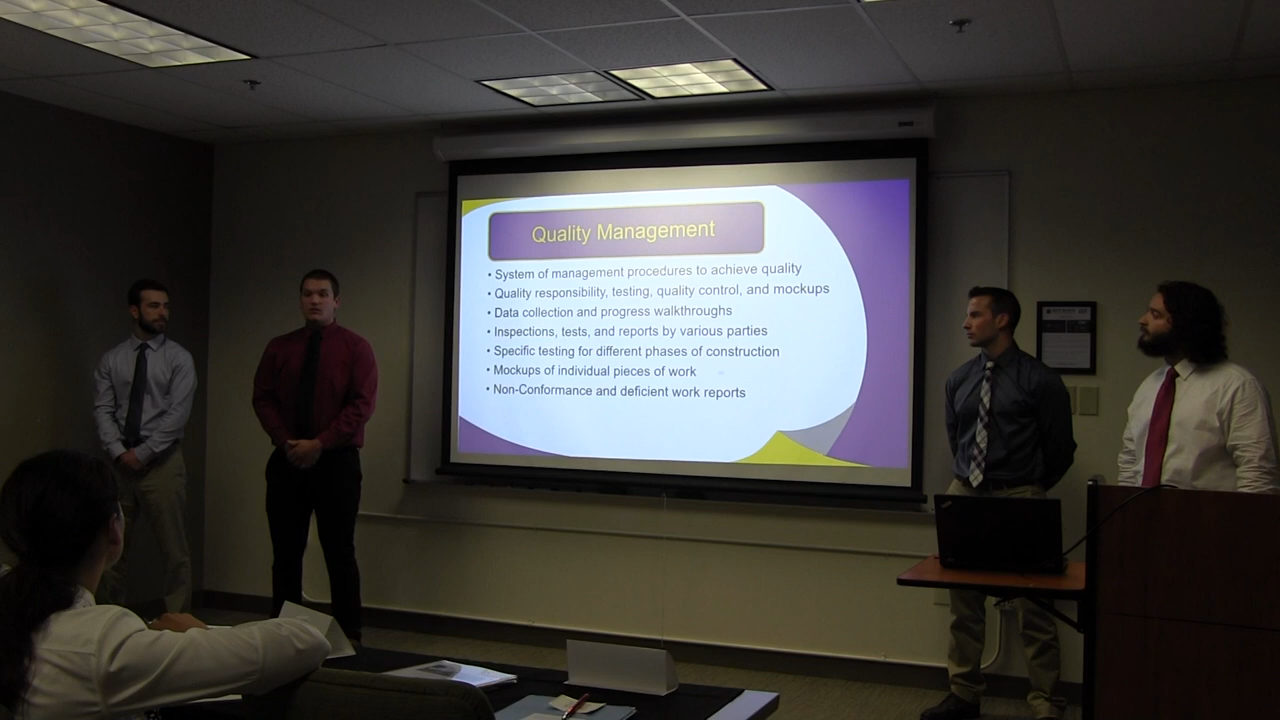 Quality Management
• System of management procedures to achieve quality
• Quality responsibility, testing, quality control, and mockups
• Data collection and progress walkthroughs
• Inspections, tests, and reports by various parties
• Specific testing for different phases of construction
• Mockups of individual pieces of work
• Non-Conformance and deficient work reports